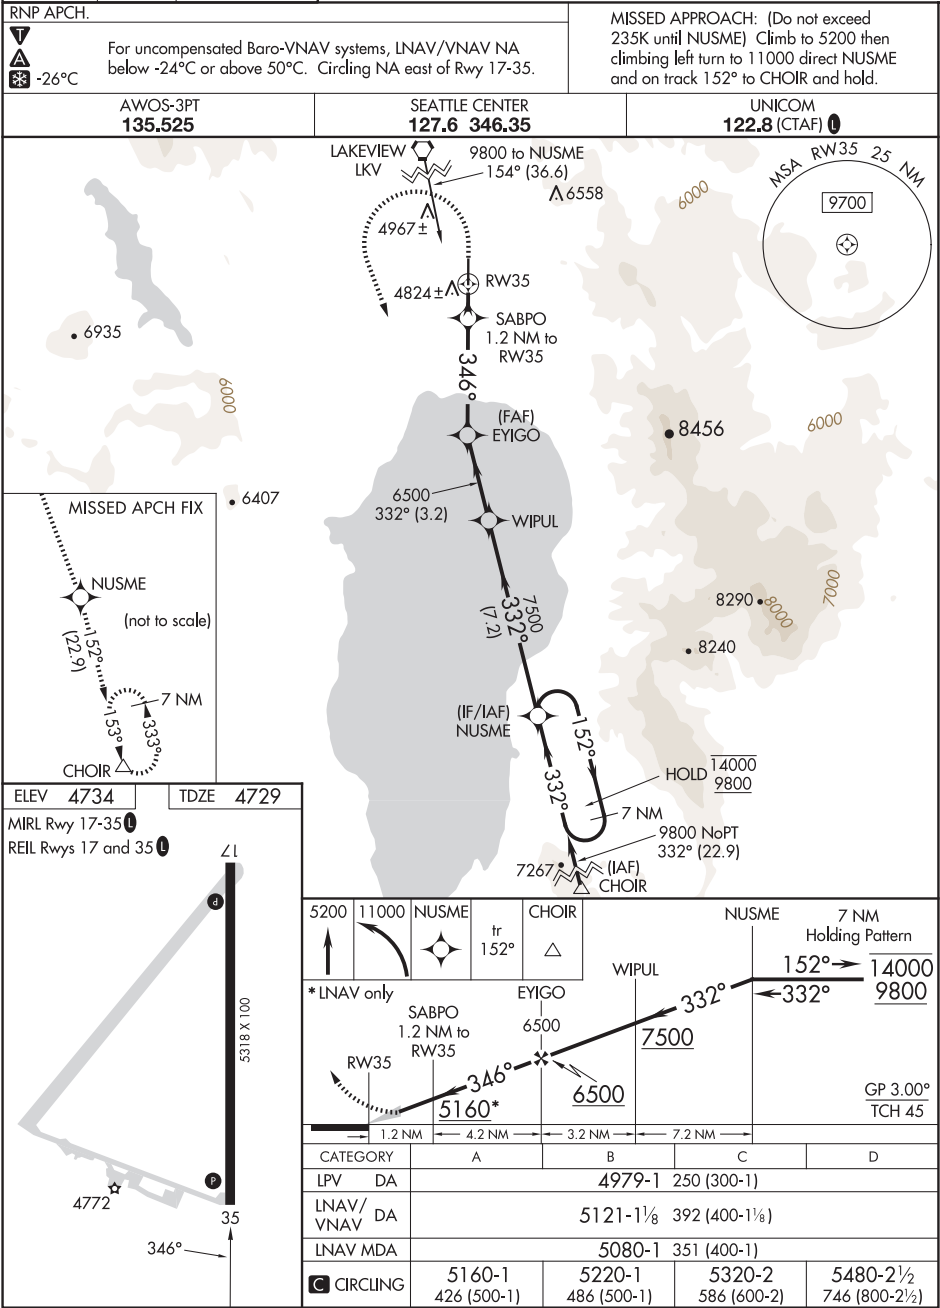 RNP APCH.
T
A
-26°C
For uncompensated Baro-VNAV systems, LNAV/VNAV NA
below -24°C or above 50°C. Circling NA east of Rwy 17-35.
MISSED APPROACH: (Do not exceed
235K until NUSME) Climb to 5200 then
climbing left turn to 11000 direct NUSME
and on track 152° to CHOIR and hold.
AWOS-3PT
135.525
SEATTLE CENTER
127.6 346.35
UNICOM
122.8 (CTAF) L
LAKEVIEW
LKV
9800 to NUSME
154° (36.6)
6558
6000
MSA RW35 25 NM
9700
4967±
4824±
RW35
SABPO
1.2 NM to
RW35
6935
6000
346°
(FAF)
EYIGO
8456
6000
6407
6500
332° (3.2)
WIPUL
MISSED APCH FIX
NUSME
(not to scale)
152°
(22.9)
7 NM
153°
333°
CHOIR
7500
332°
(7.2)
8290
8000
7000
8240
(IF/IAF)
NUSME
152°
332°
HOLD
14000
9800
7 NM
9800 NoPT
332° (22.9)
7267
(IAF)
CHOIR
ELEV 4734
TDZE 4729
MIRL Rwy 17-35 L
REIL Rwys 17 and 35 L
17
P
5318 X 100
P
4772
35
346°
5200
11000
NUSME
tr
152°
CHOIR
NUSME
7 NM
Holding Pattern
152°
332°
14000
9800
*LNAV only
WIPUL
332°
7500
EYIGO
6500
SABPO
1.2 NM to
RW35
RW35
346°
6500
5160*
GP 3.00°
TCH 45
1.2 NM
4.2 NM
3.2 NM
7.2 NM
CATEGORY A B C D
LPV DA 4979-1 250 (300-1)
LNAV/
VNAV DA 5121-1⅛ 392 (400-1⅛)
LNAV MDA 5080-1 351 (400-1)
C CIRCLING 5160-1 5220-1 5320-2 5480-2½
426 (500-1) 486 (500-1) 586 (600-2) 746 (800-2½)